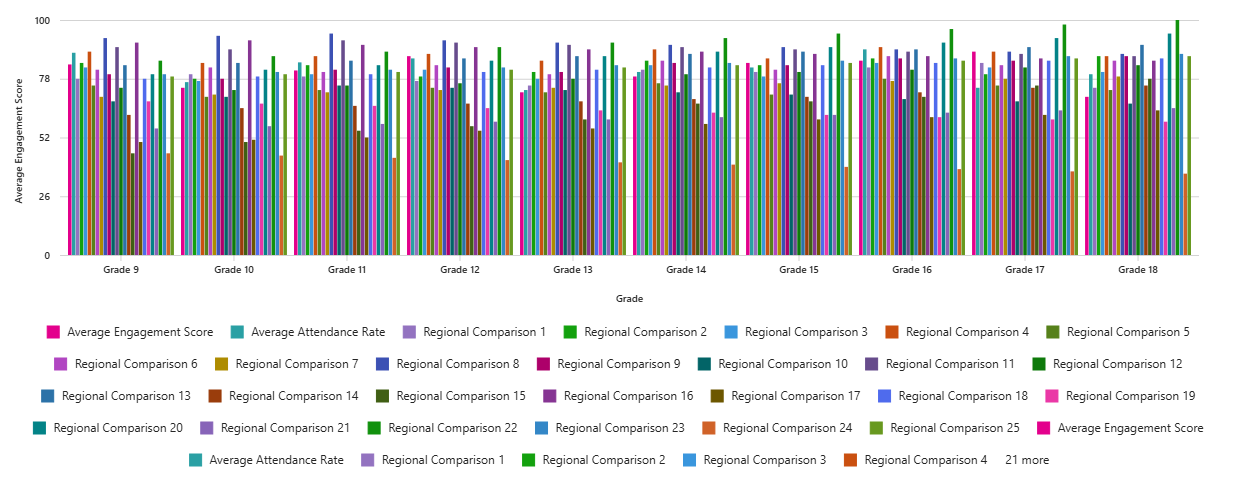 100
78
52
26
0
Average Engagement Score
Grade 9 Grade 10 Grade 11 Grade 12 Grade 13 Grade 14 Grade 15 Grade 16 Grade 17 Grade 18
Grade
Average Engagement Score Average Attendance Rate Regional Comparison 1 Regional Comparison 2 Regional Comparison 3 Regional Comparison 4 Regional Comparison 5
Regional Comparison 6 Regional Comparison 7 Regional Comparison 8 Regional Comparison 9 Regional Comparison 10 Regional Comparison 11 Regional Comparison 12
Regional Comparison 13 Regional Comparison 14 Regional Comparison 15 Regional Comparison 16 Regional Comparison 17 Regional Comparison 18 Regional Comparison 19
Regional Comparison 20 Regional Comparison 21 Regional Comparison 22 Regional Comparison 23 Regional Comparison 24 Regional Comparison 25 Average Engagement Score
Average Attendance Rate Regional Comparison 1 Regional Comparison 2 Regional Comparison 3 Regional Comparison 4 21 more